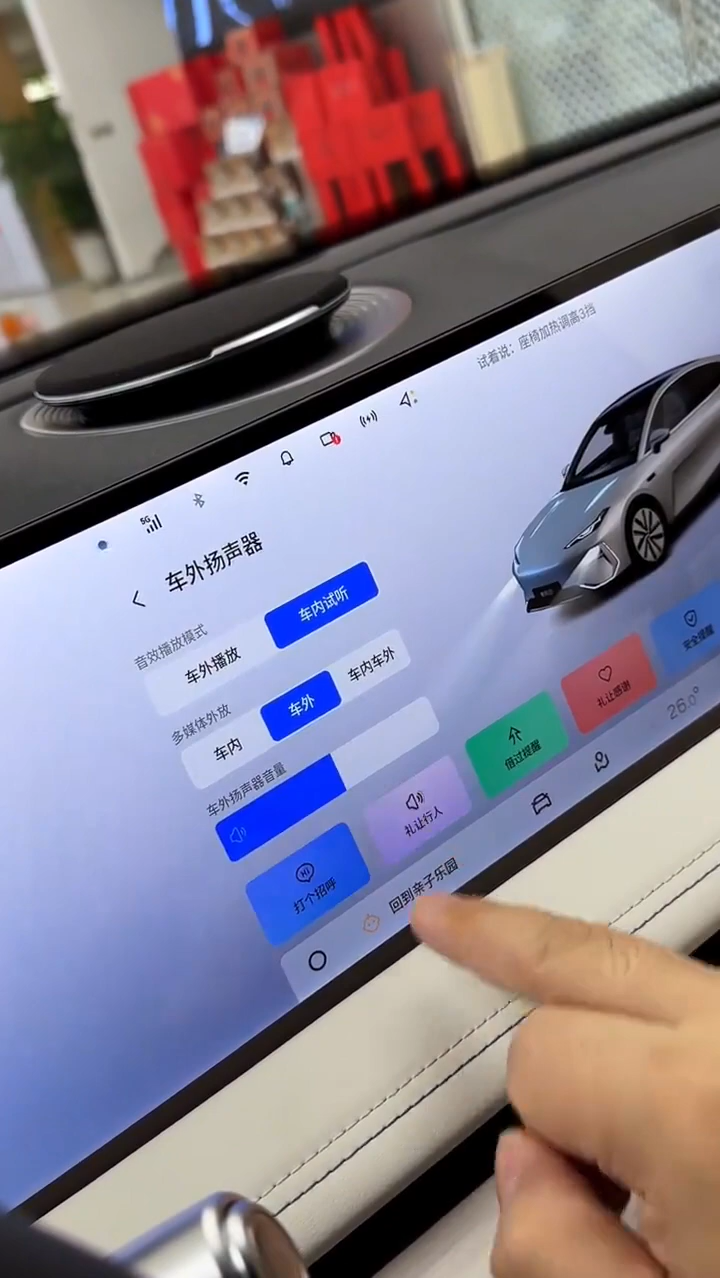 试着说：座椅加热调高3挡
5G
车外扬声器
音效播放模式
车外播放
车内试听
多媒体外放
车内
车外
车内车外
车外扬声器音量
打个招呼
礼让行人
借过提醒
礼让感谢
安全提醒
回到亲子乐园
26.0°